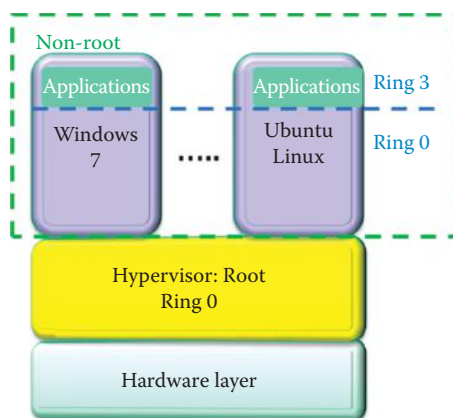 Non-root
Applications
Applications
Ring 3
Windows
7
.....
Ubuntu
Linux
Ring 0
Hypervisor: Root
Ring 0
Hardware layer